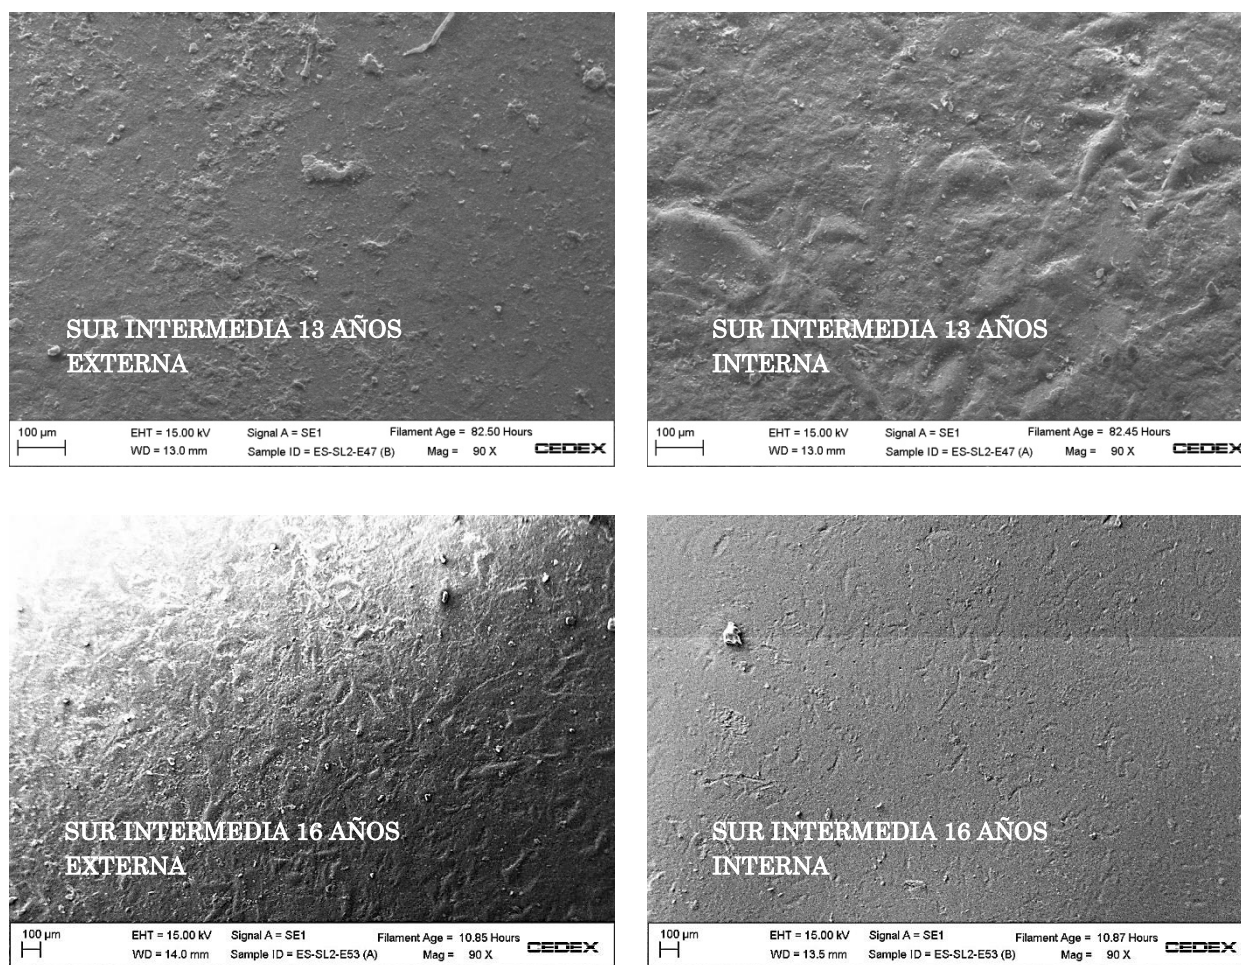 SUR INTERMEDIA 13 AÑOS
EXTERNA
100 µm
EHT = 15.00 kV
Signal A = SE1
Filament Age = 82.50 Hours
WD = 13.0 mm
Sample ID = ES-SL2-E47 (B)
Mag = 90 X
CEDEX
SUR INTERMEDIA 13 AÑOS
INTERNA
100 µm
EHT = 15.00 kV
Signal A = SE1
Filament Age = 82.45 Hours
WD = 13.0 mm
Sample ID = ES-SL2-E47 (A)
Mag = 90 X
CEDEX
SUR INTERMEDIA 16 AÑOS
EXTERNA
100 µm
EHT = 15.00 kV
Signal A = SE1
Filament Age = 10.85 Hours
WD = 14.0 mm
Sample ID = ES-SL2-E53 (A)
Mag = 90 X
CEDEX
SUR INTERMEDIA 16 AÑOS
INTERNA
100 µm
EHT = 15.00 kV
Signal A = SE1
Filament Age = 10.87 Hours
WD = 13.5 mm
Sample ID = ES-SL2-E53 (B)
Mag = 90 X
CEDEX